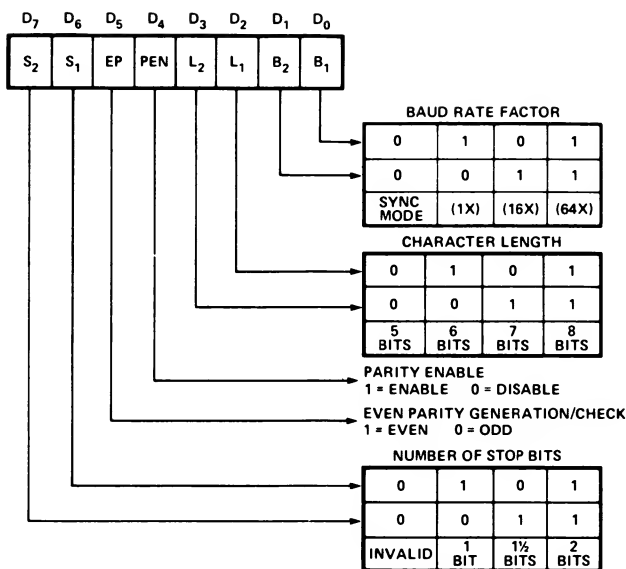 D₇ D₆ D₅ D₄ D₃ D₂ D₁ D₀
S₂ S₁ EP PEN L₂ L₁ B₂ B₁
BAUD RATE FACTOR
0 1 0 1
0 0 1 1
SYNC MODE (1X) (16X) (64X)
CHARACTER LENGTH
0 1 0 1
0 0 1 1
5 BITS 6 BITS 7 BITS 8 BITS
PARITY ENABLE
1 = ENABLE 0 = DISABLE
EVEN PARITY GENERATION/CHECK
1 = EVEN 0 = ODD
NUMBER OF STOP BITS
0 1 0 1
0 0 1 1
INVALID 1 BIT 1½ BITS 2 BITS